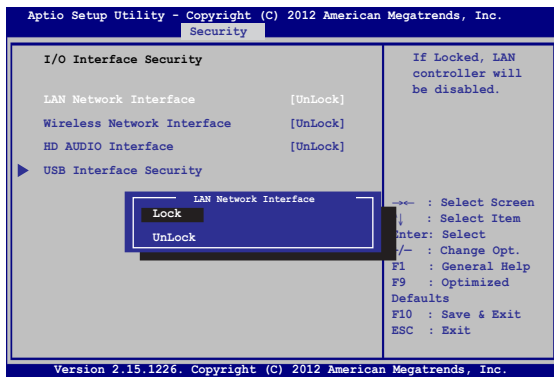 Aptio Setup Utility - Copyright (C) 2012 American Megatrends, Inc.
Security
I/O Interface Security
LAN Network Interface [UnLock]
Wireless Network Interface [UnLock]
HD AUDIO Interface [UnLock]
USB Interface Security
If Locked, LAN
controller will
be disabled.
LAN Network Interface
Lock
UnLock
→← : Select Screen
↓ : Select Item
Enter: Select
+/— : Change Opt.
F1 : General Help
F9 : Optimized
Defaults
F10 : Save & Exit
ESC : Exit
Version 2.15.1226. Copyright (C) 2012 American Megatrends, Inc.